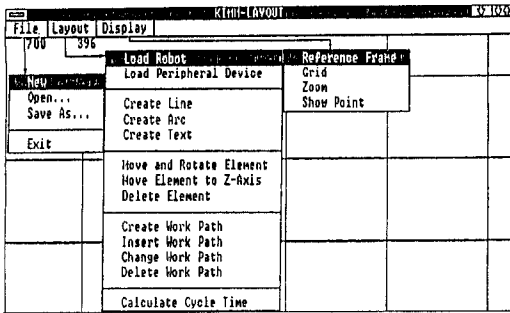 KIMM-LAYOUT
File Layout Display
700 396
New
Open...
Save As...
Exit
Load Robot
Load Peripheral Device
Create Line
Create Arc
Create Text
Move and Rotate Element
Move Element to Z-Axis
Delete Element
Create Work Path
Insert Work Path
Change Work Path
Delete Work Path
Calculate Cycle Time
Reference Frame
Grid
Zoom
Show Point